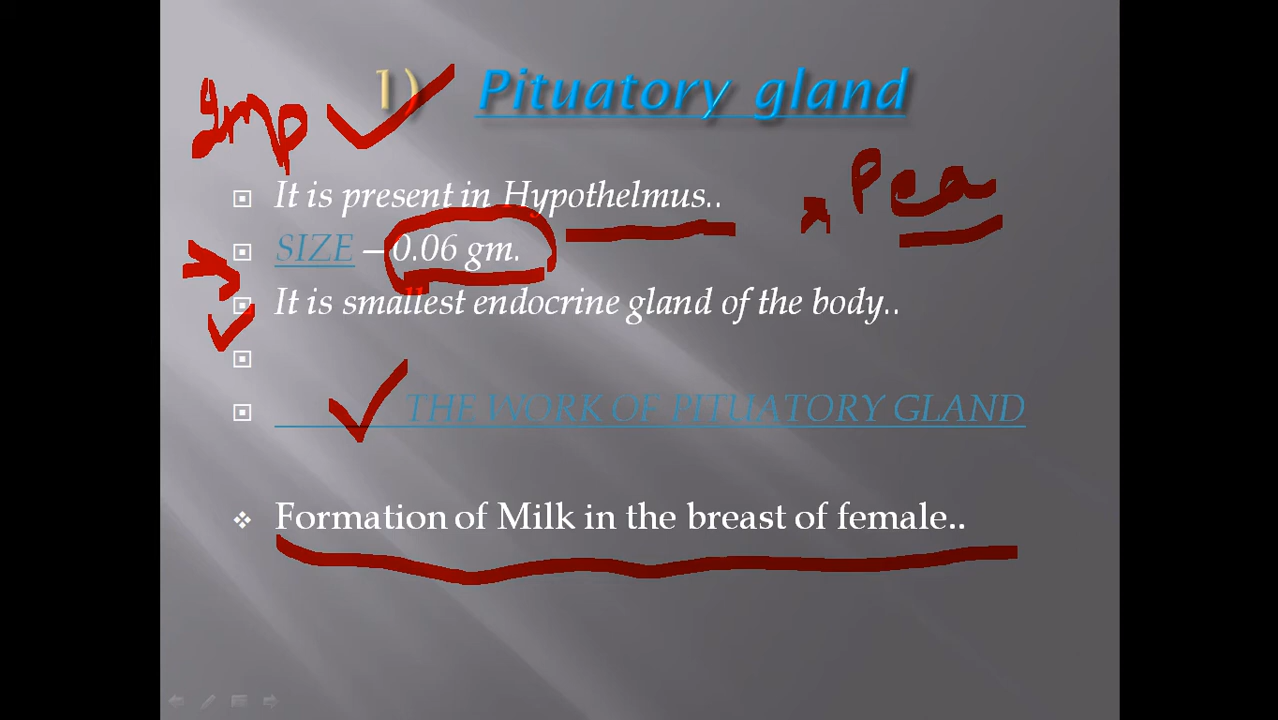 1) Pituatory gland
Imp
It is present in Hypothelmus..
Pea
SIZE – 0.06 gm.
It is smallest endocrine gland of the body..
THE WORK OF PITUATORY GLAND
Formation of Milk in the breast of female..